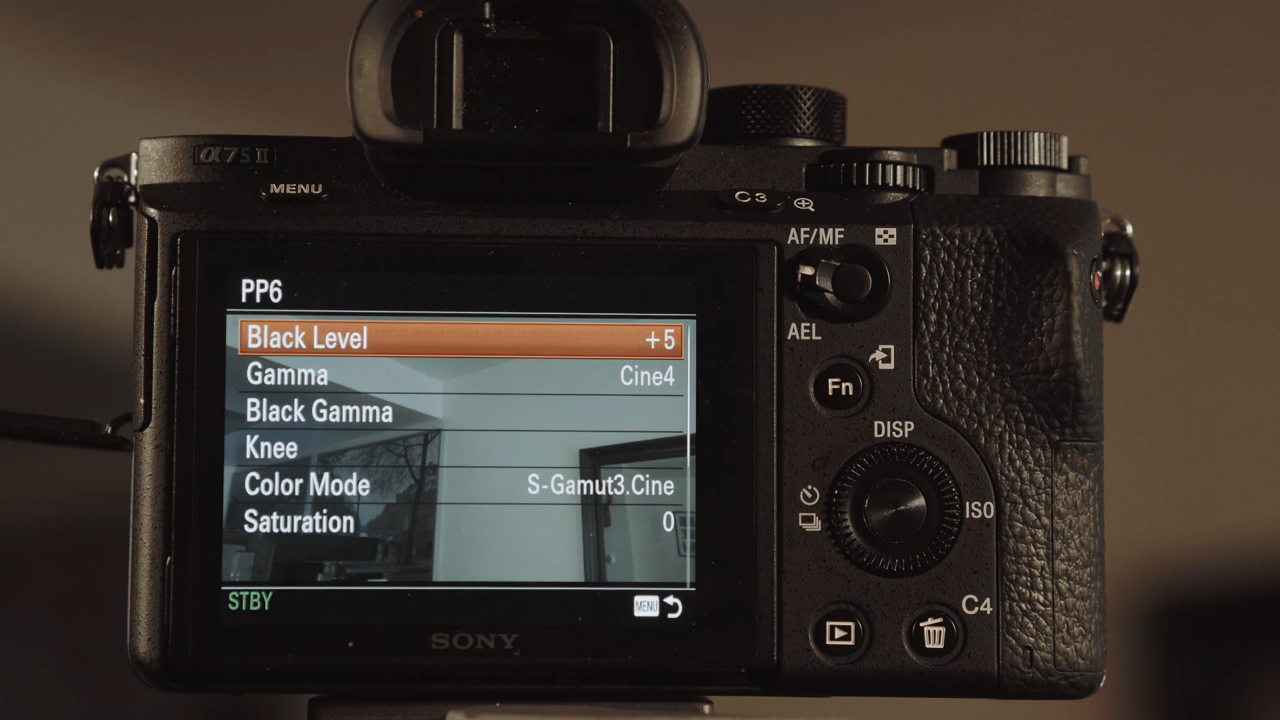 α7SII
MENU
C3
AF/MF
AEL
Fn
DISP
ISO
C4
PP6
Black Level +5
Gamma Cine4
Black Gamma
Knee
Color Mode S-Gamut3.Cine
Saturation 0
STBY MENU
SONY